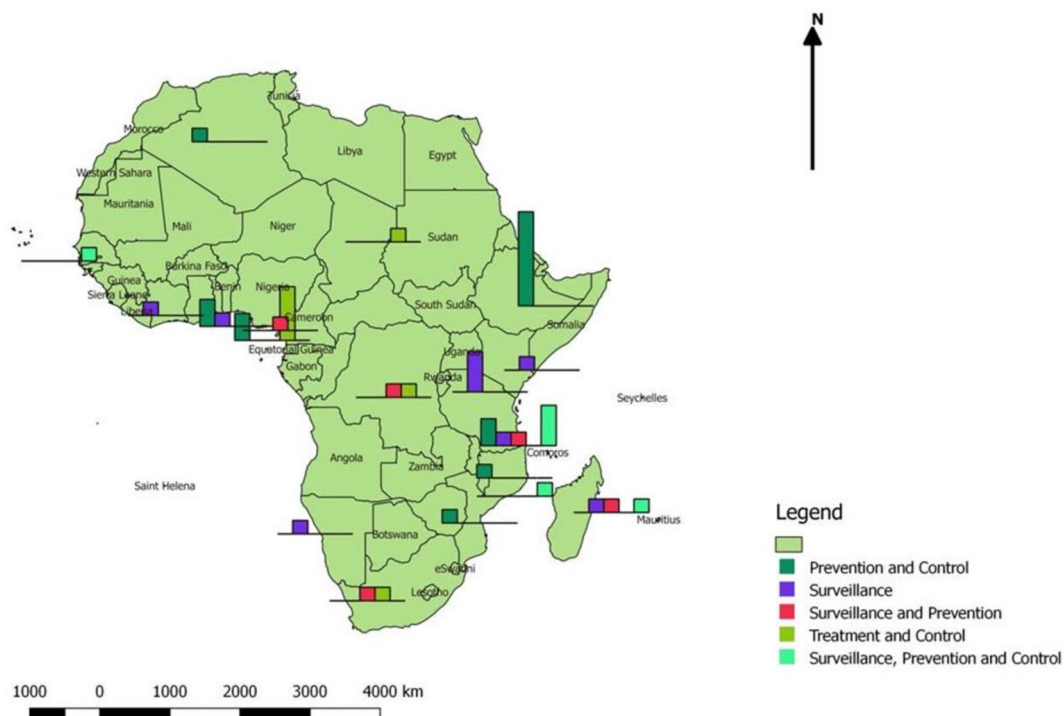 N
Tunicia
Morocco
Libya
Egypt
Western Sahara
Mauritania
Mali
Niger
Sudan
Burkina Faso
Guinea
Benin
Nigeria
Sierra Leone
South Sudan
Liberia
Cameroon
Somalia
Equatorial Guinea
Uganda
Gabon
Rwanda
Seychelles
Angola
Comoros
Zambia
Saint Helena
Mauritius
Botswana
eSwatini
Lesotho
Legend
Prevention and Control
Surveillance
Surveillance and Prevention
Treatment and Control
Surveillance, Prevention and Control
1000 0 1000 2000 3000 4000 km